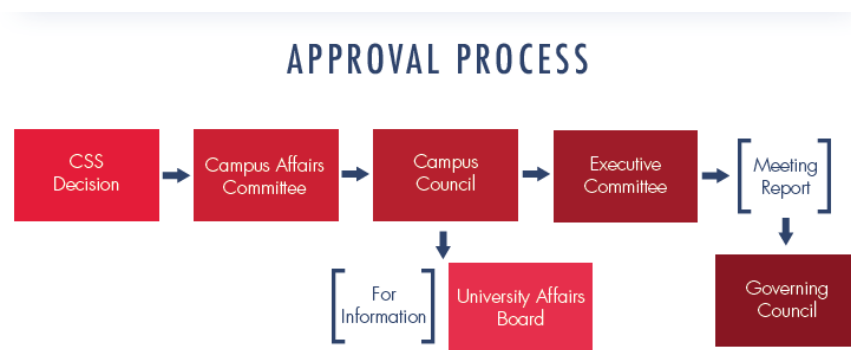 APPROVAL PROCESS
CSS
Decision
Campus Affairs
Committee
Campus
Council
Executive
Committee
Meeting
Report
For
Information
University Affairs
Board
Governing
Council